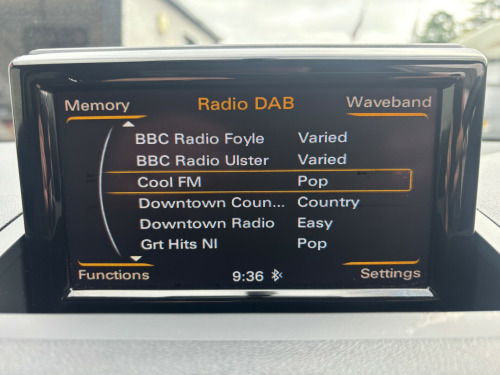 Memory Radio DAB Waveband
BBC Radio Foyle Varied
BBC Radio Ulster Varied
Cool FM Pop
Downtown Coun... Country
Downtown Radio Easy
Grt Hits NI Pop
Functions 9:36 Settings